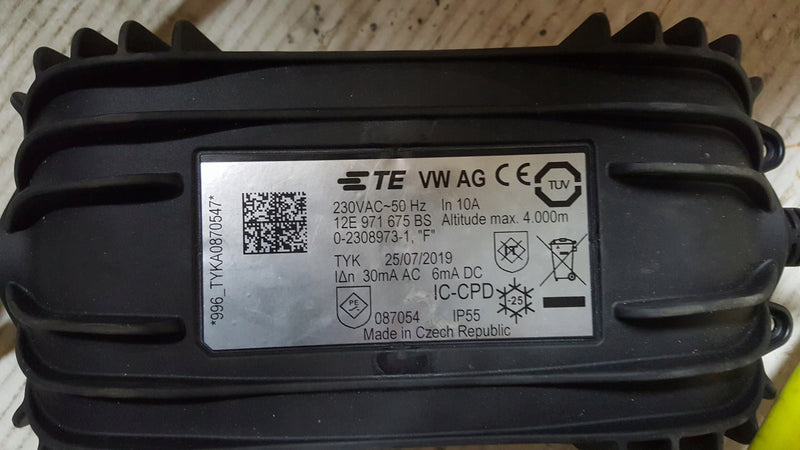 *996_TYKA0870547*
TE VW AG CE TÜV
230VAC~50 Hz In 10A
12E 971 675 BS Altitude max. 4.000m
0-2308973-1, "F"
TYK 25/07/2019
IΔn 30mA AC 6mA DC
PE
IC-CPD -25
087054 IP55
Made in Czech Republic